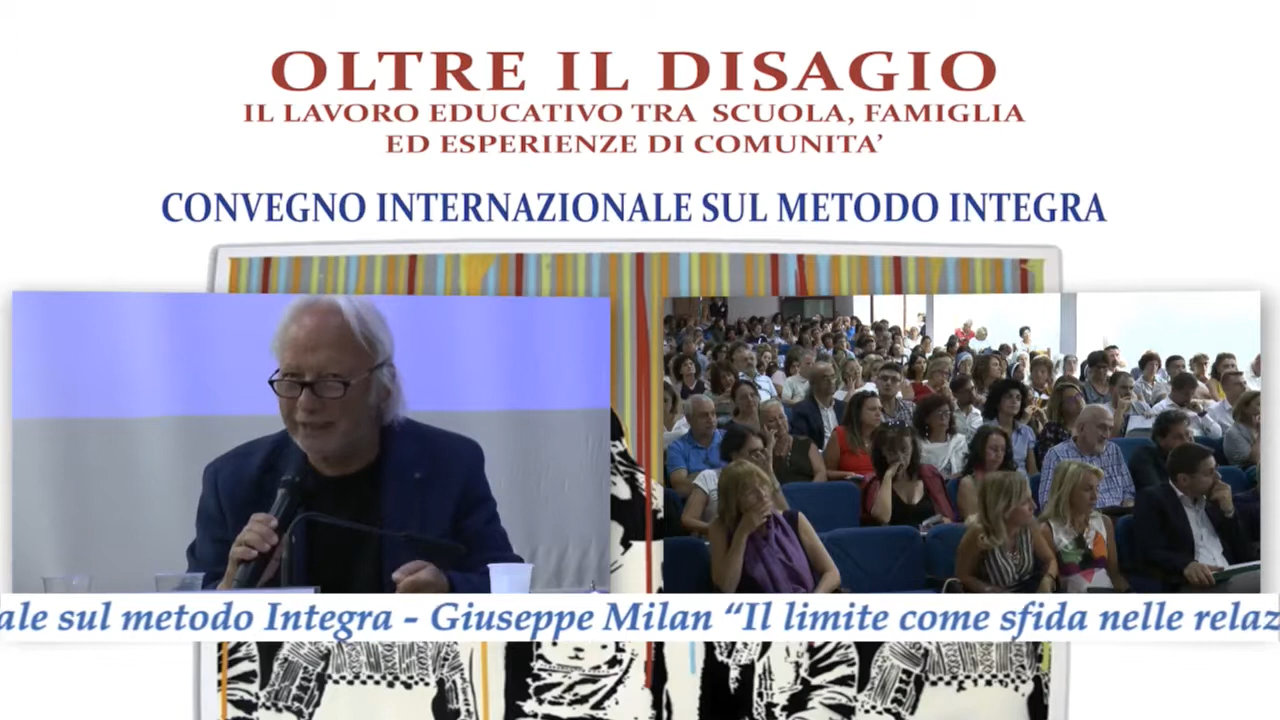 OLTRE IL DISAGIO
IL LAVORO EDUCATIVO TRA SCUOLA, FAMIGLIA
ED ESPERIENZE DI COMUNITA’
CONVEGNO INTERNAZIONALE SUL METODO INTEGRA
ale sul metodo Integra - Giuseppe Milan “Il limite come sfida nelle relaz